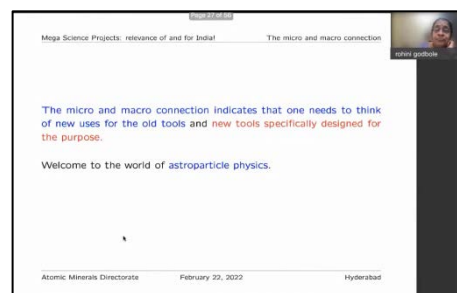 Page 27 of 56
Mega Science Projects: relevance of and for India! The micro and macro connection
rohini godbole
The micro and macro connection indicates that one needs to think
of new uses for the old tools and new tools specifically designed for
the purpose.
Welcome to the world of astroparticle physics.
Atomic Minerals Directorate February 22, 2022 Hyderabad